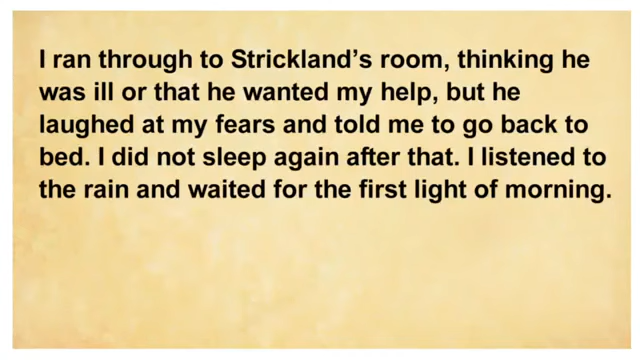 I ran through to Strickland’s room, thinking he
was ill or that he wanted my help, but he
laughed at my fears and told me to go back to
bed. I did not sleep again after that. I listened to
the rain and waited for the first light of morning.